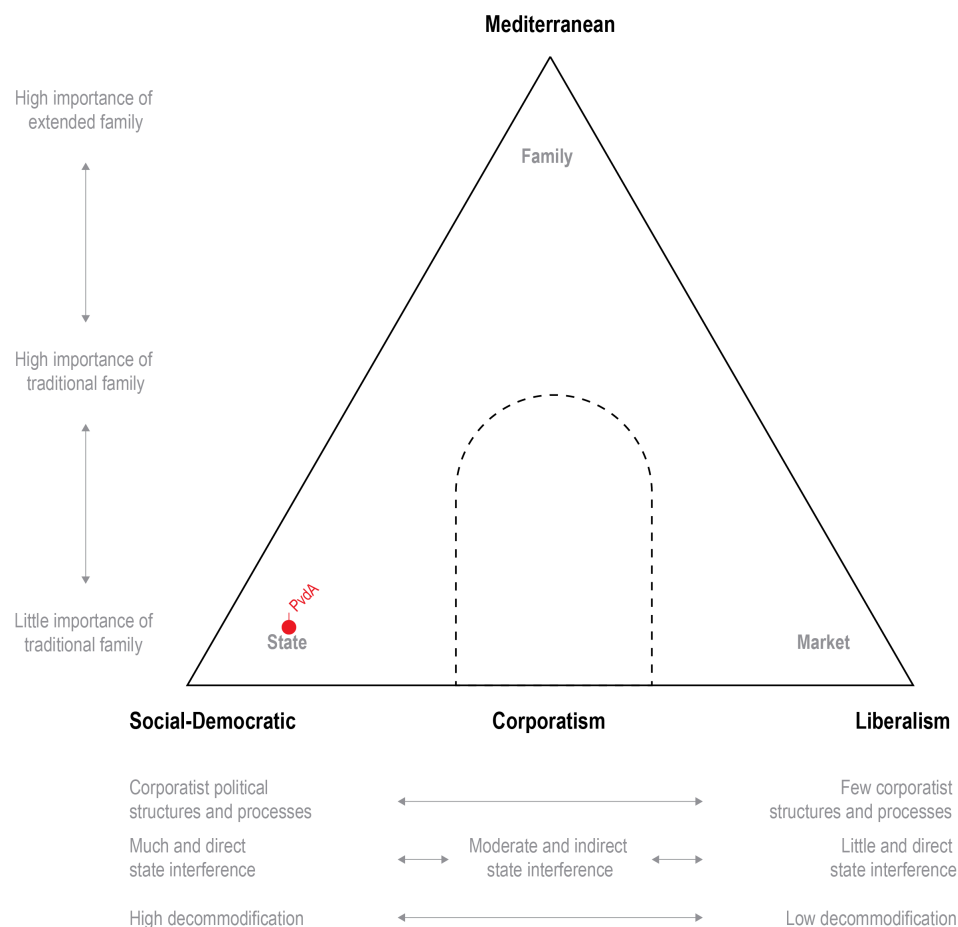 Mediterranean
High importance of
extended family
Family
High importance of
traditional family
PvdA
Little importance of
traditional family
State
Market
Social-Democratic
Corporatism
Liberalism
Corporatist political
structures and processes
Few corporatist
structures and processes
Much and direct
state interference
Moderate and indirect
state interference
Little and direct
state interference
High decommodification
Low decommodification